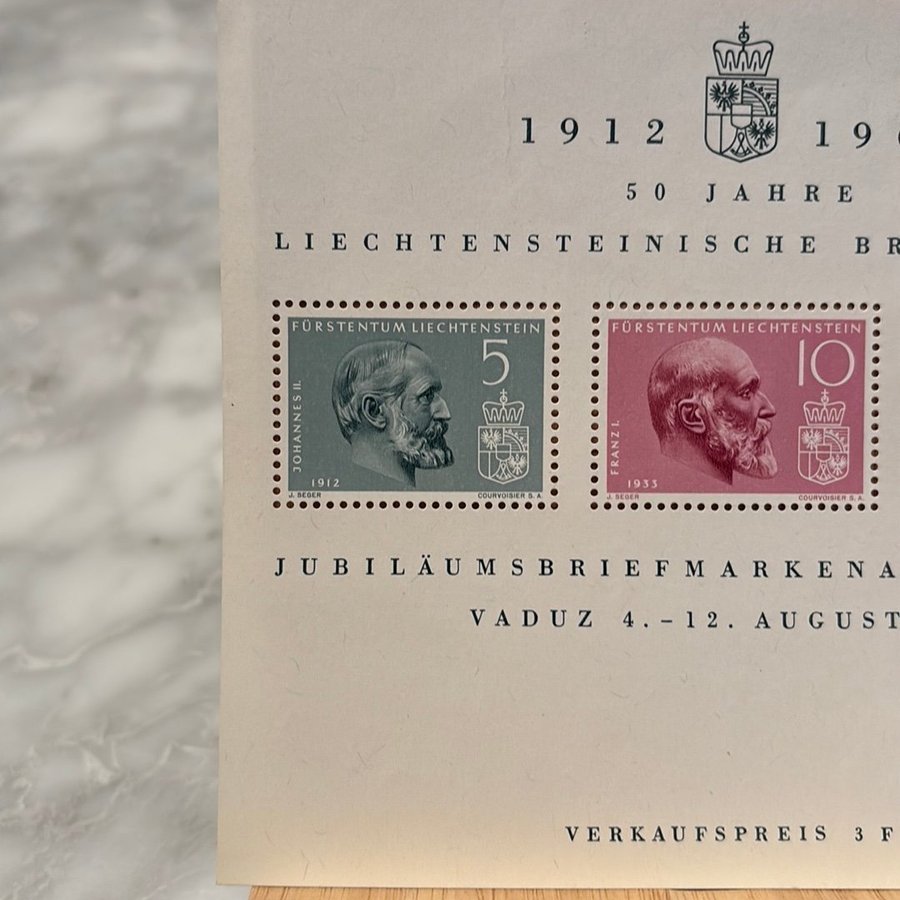 1912 19
50 JAHRE
LIECHTENSTEINISCHE BR
FÜRSTENTUM LIECHTENSTEIN
5
JOHANNES II.
1912
J. SEGER COURVOISIER S. A.
FÜRSTENTUM LIECHTENSTEIN
10
FRANZ I.
1933
J. SEGER COURVOISIER S. A.
JUBILÄUMSBRIEFMARKENA
VADUZ 4.-12. AUGUST
VERKAUFSPREIS 3 F